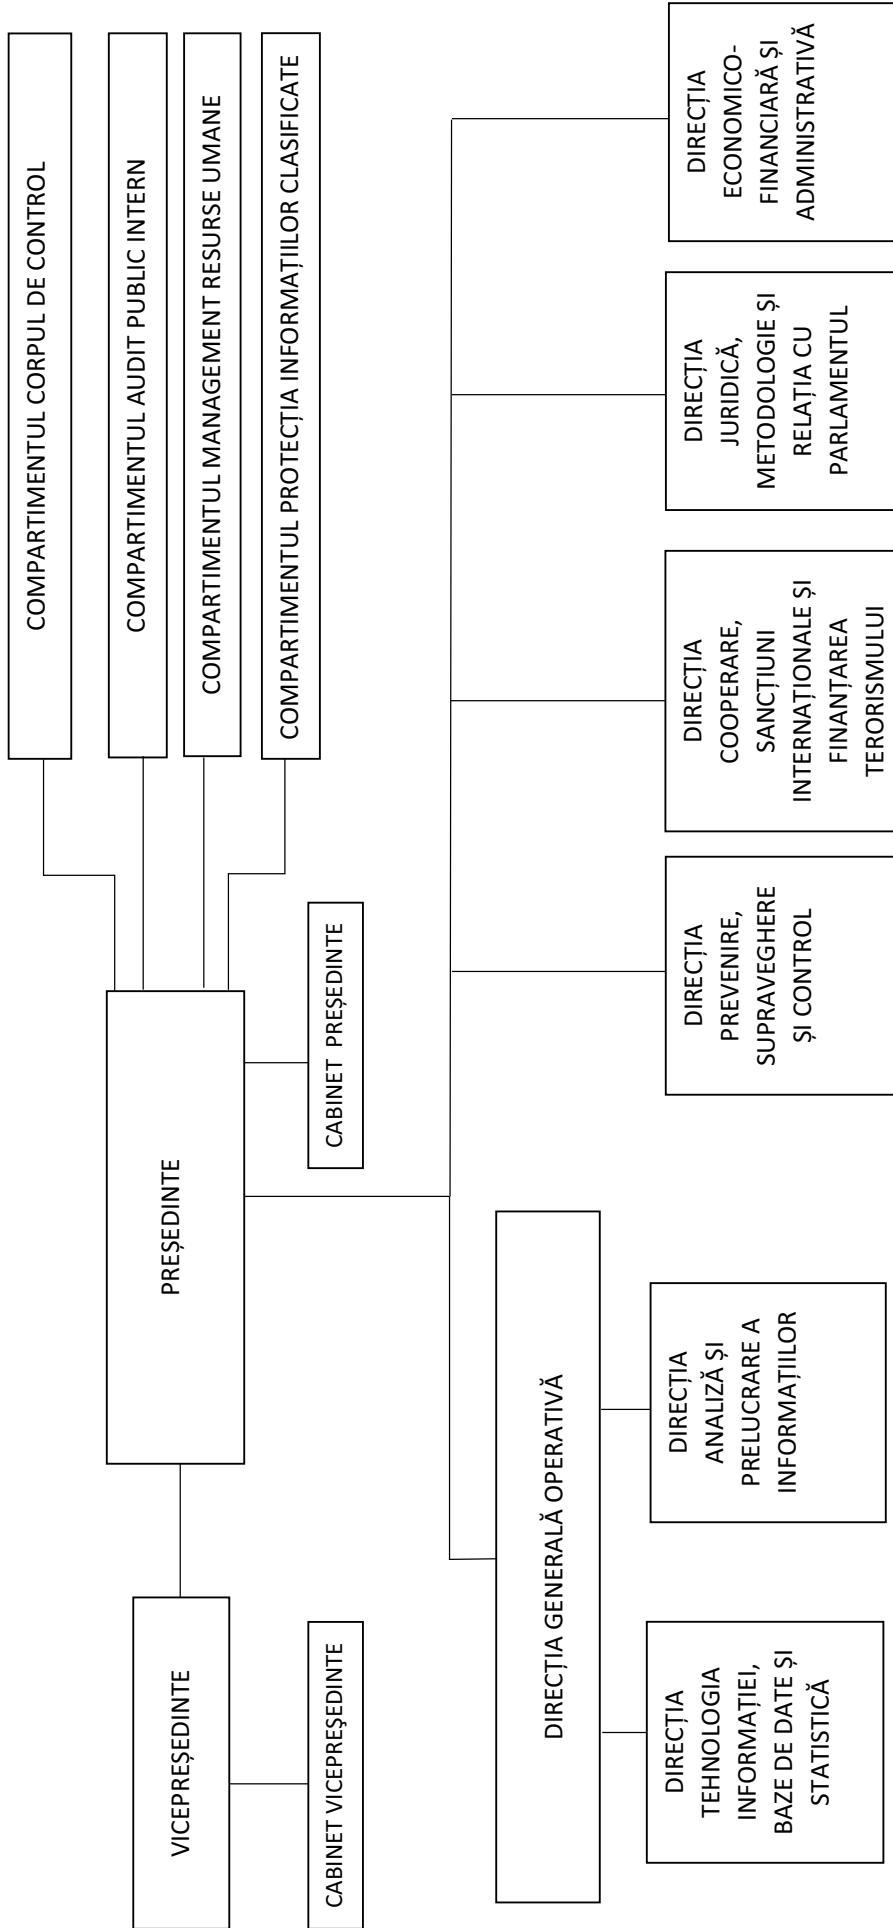 COMPARTIMENTUL CORPUL DE CONTROL
COMPARTIMENTUL AUDIT PUBLIC INTERN
COMPARTIMENTUL MANAGEMENT RESURSE UMANE
COMPARTIMENTUL PROTECȚIA INFORMAȚIILOR CLASIFICATE
VICEPREȘEDINTE
PREȘEDINTE
CABINET VICEPREȘEDINTE
CABINET PREȘEDINTE
DIRECȚIA GENERALĂ OPERATIVĂ
DIRECȚIA
TEHNOLOGIA
INFORMAȚIEI,
BAZE DE DATE ȘI
STATISTICĂ
DIRECȚIA
ANALIZĂ ȘI
PRELUCRARE A
INFORMAȚIILOR
DIRECȚIA
PREVENIRE,
SUPRAVEGHERE
ȘI CONTROL
DIRECȚIA
COOPERARE,
SANCȚIUNI
INTERNAȚIONALE ȘI
FINANȚAREA
TERORISMULUI
DIRECȚIA
JURIDICĂ,
METODOLOGIE ȘI
RELAȚIA CU
PARLAMENTUL
DIRECȚIA
ECONOMICO-
FINANCIARĂ ȘI
ADMINISTRATIVĂ